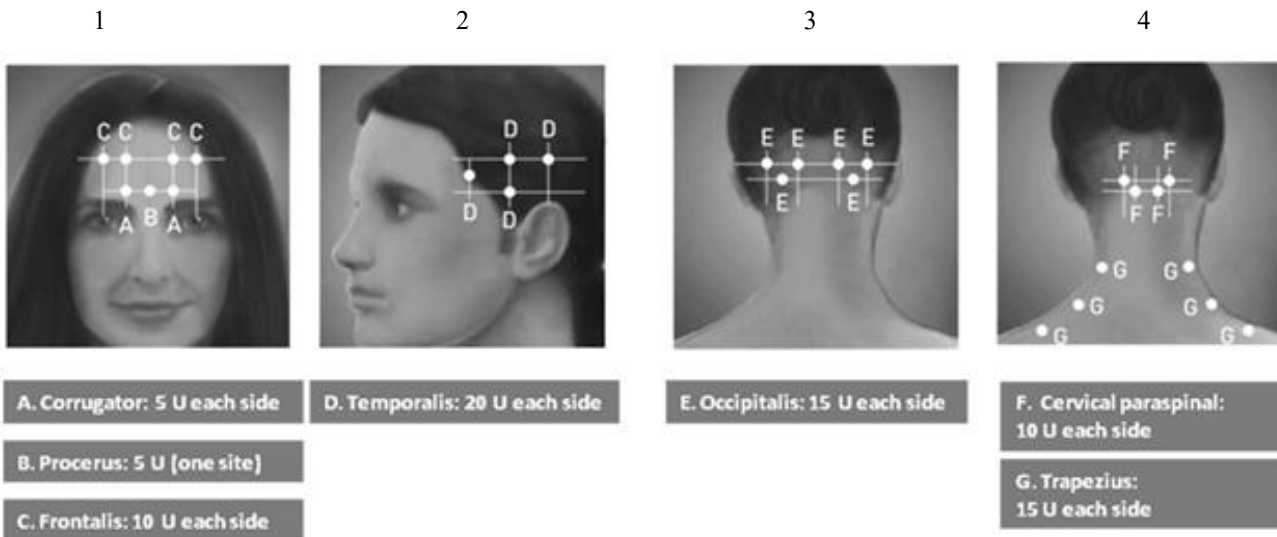 1 2 3 4
C C C C
A B A
D D
D D
E E E E
E E
F F
F F
G G
G G
G G
A. Corrugator: 5 U each side
B. Procerus: 5 U (one site)
C. Frontalis: 10 U each side
D. Temporalis: 20 U each side
E. Occipitalis: 15 U each side
F. Cervical paraspinal:
10 U each side
G. Trapezius:
15 U each side